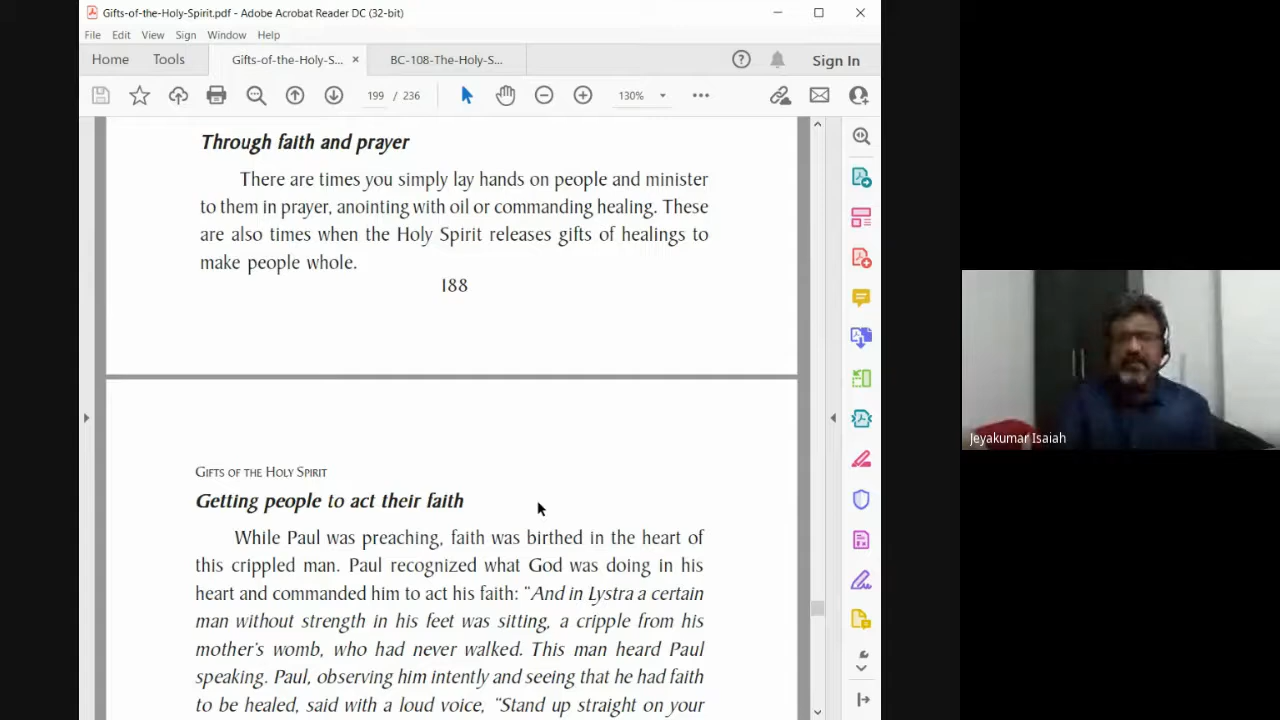 Gifts-of-the-Holy-Spirit.pdf - Adobe Acrobat Reader DC (32-bit)
File Edit View Sign Window Help
Home Tools Gifts-of-the-Holy-S... BC-108-The-Holy-S... Sign In
199 / 236 130%
Through faith and prayer
There are times you simply lay hands on people and minister
to them in prayer, anointing with oil or commanding healing. These
are also times when the Holy Spirit releases gifts of healings to
make people whole.
188
GIFTS OF THE HOLY SPIRIT
Getting people to act their faith
While Paul was preaching, faith was birthed in the heart of
this crippled man. Paul recognized what God was doing in his
heart and commanded him to act his faith: "And in Lystra a certain
man without strength in his feet was sitting, a cripple from his
mother's womb, who had never walked. This man heard Paul
speaking. Paul, observing him intently and seeing that he had faith
to be healed, said with a loud voice, "Stand up straight on your
Jeyakumar Isaiah